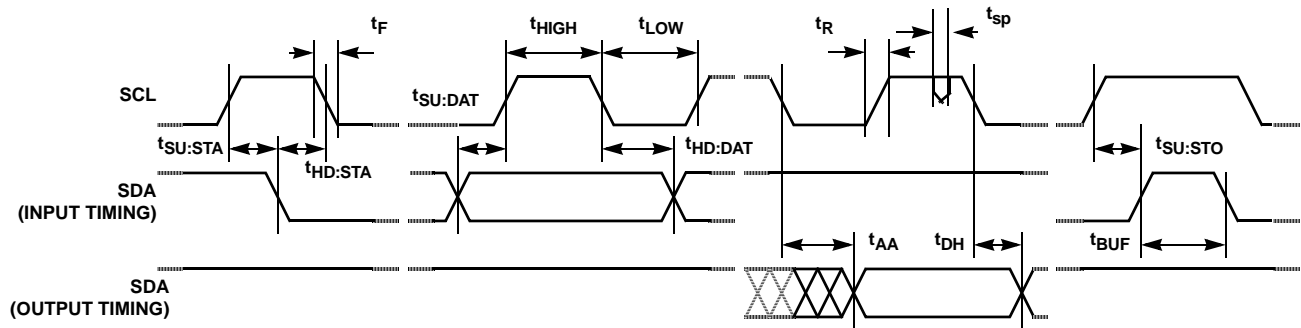 tF
tHIGH
tLOW
tR
tsp
SCL
tSU:DAT
tSU:STA
tHD:STA
tHD:DAT
tSU:STO
SDA
(INPUT TIMING)
tAA
tDH
tBUF
SDA
(OUTPUT TIMING)